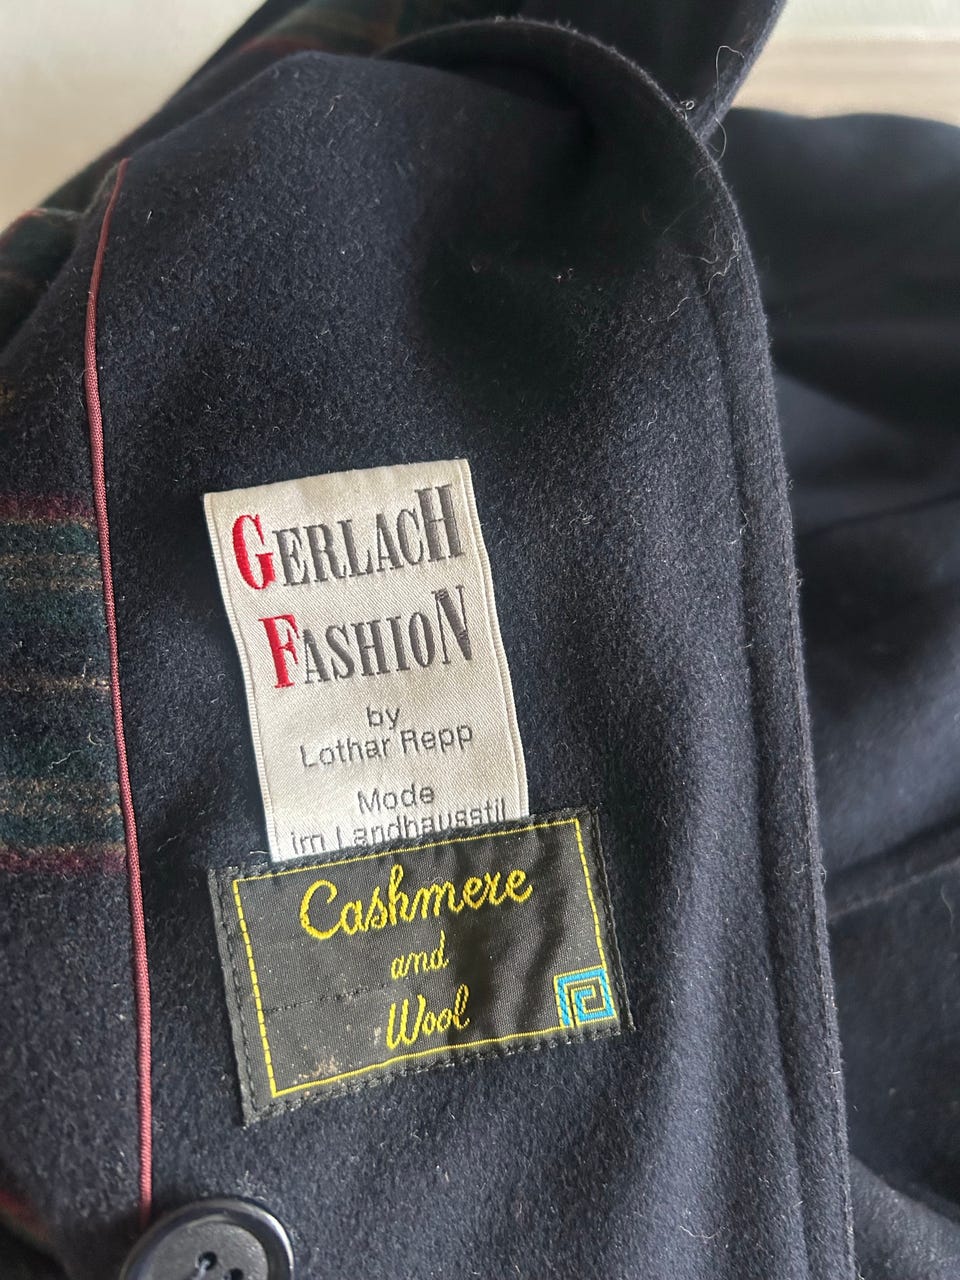 GERLACH
FASHION
by
Lothar Repp
Mode
im Landhausstil
Cashmere
and
Wool